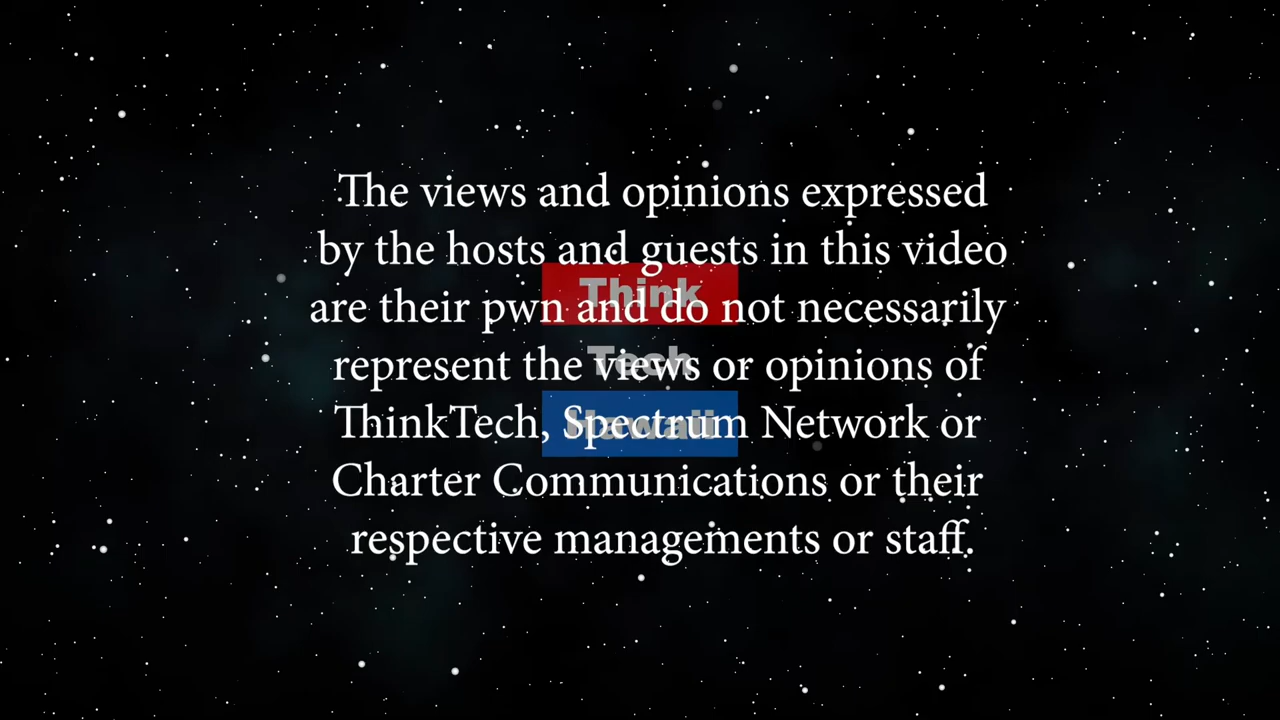 The views and opinions expressed
by the hosts and guests in this video
Think
are their pwn and do not necessarily
Tech
represent the views or opinions of
Hawaii
ThinkTech, Spectrum Network or
Charter Communications or their
respective managements or staff.